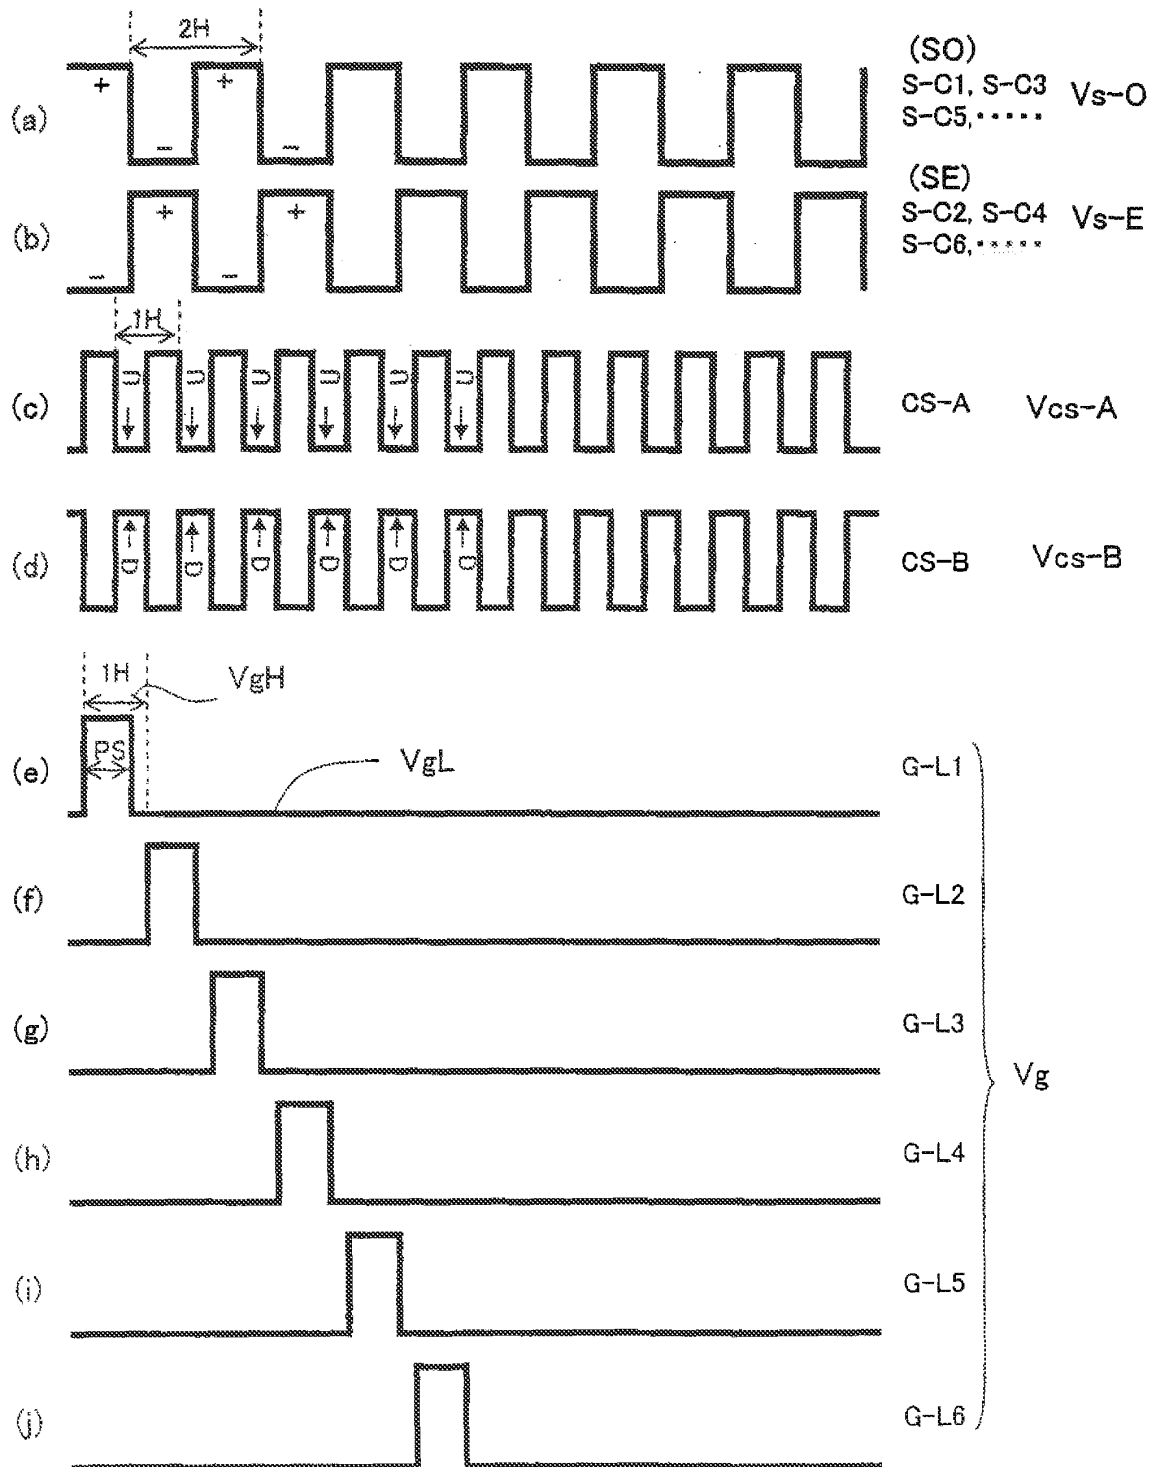 2H
(a)
+
+
−
−
(SO)
S-C1, S-C3
S-C5,·····
Vs-O
(b)
+
+
−
−
(SE)
S-C2, S-C4
S-C6,·····
Vs-E
1H
(c)
U U U U U U
CS-A Vcs-A
(d)
D D D D D D
CS-B Vcs-B
1H
VgH
PS
VgL
(e)
G-L1
(f)
G-L2
(g)
G-L3
Vg
(h)
G-L4
(i)
G-L5
(j)
G-L6